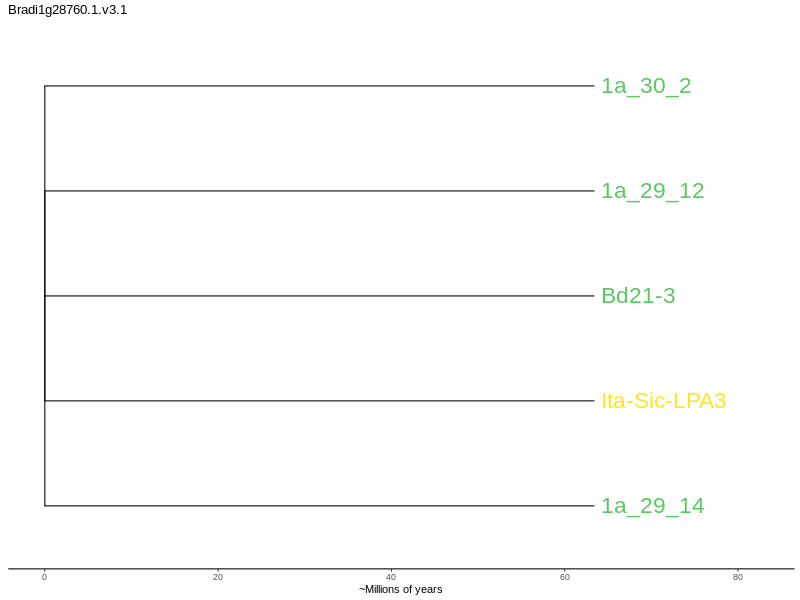 Bradi1g28760.1.v3.1
1a_30_2
1a_29_12
Bd21-3
Ita-Sic-LPA3
1a_29_14
0 20 40 60 80
~Millions of years